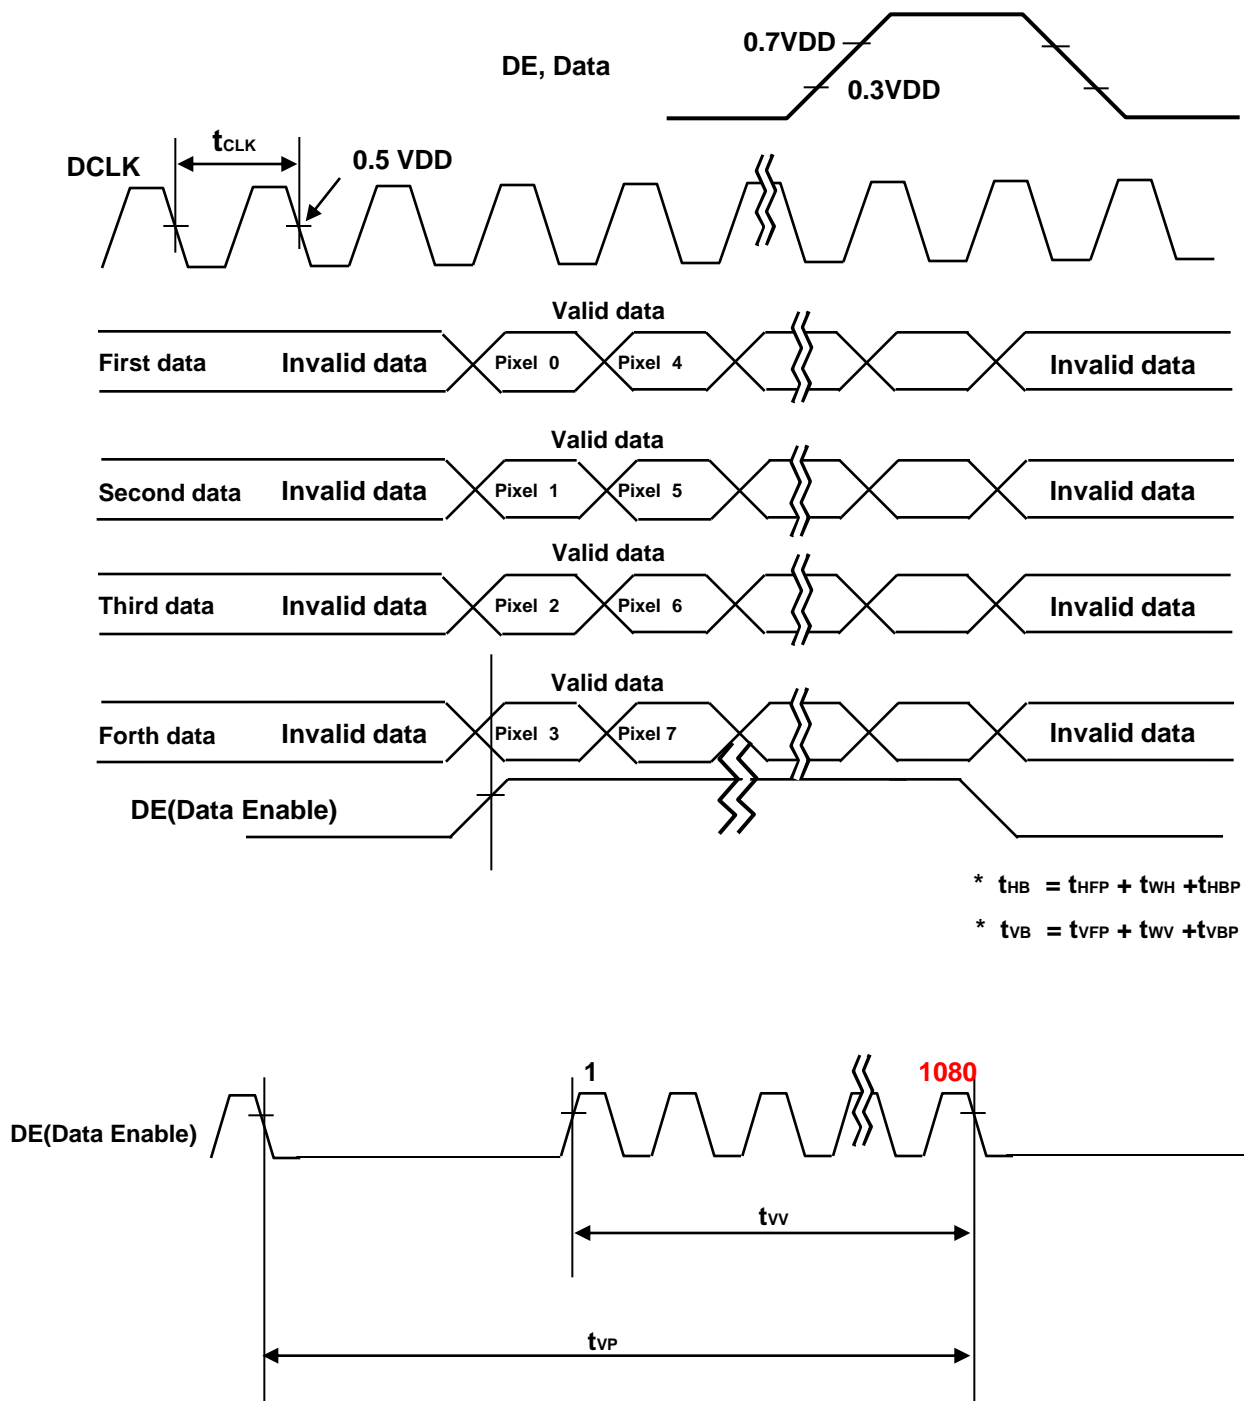 0.7VDD
DE, Data
0.3VDD
tCLK
DCLK
0.5 VDD
Valid data
First data Invalid data Pixel 0 Pixel 4 Invalid data
Valid data
Second data Invalid data Pixel 1 Pixel 5 Invalid data
Valid data
Third data Invalid data Pixel 2 Pixel 6 Invalid data
Valid data
Forth data Invalid data Pixel 3 Pixel 7 Invalid data
DE(Data Enable)
* tHB = tHFP + tWH +tHBP
* tVB = tVFP + tWV +tVBP
1 1080
DE(Data Enable)
tVV
tVP